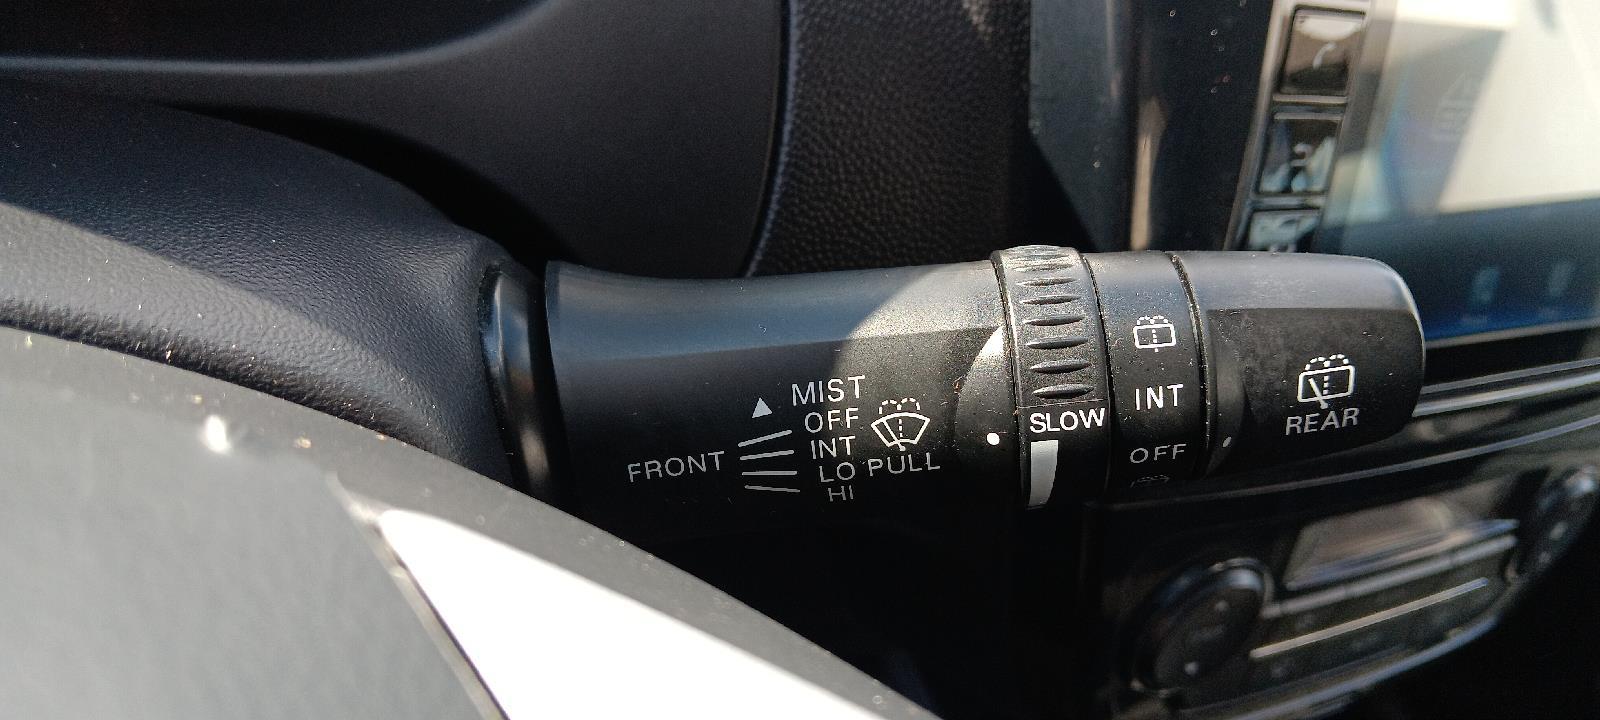 MIST
OFF
INT
FRONT
LO PULL
HI
SLOW
INT
OFF
REAR